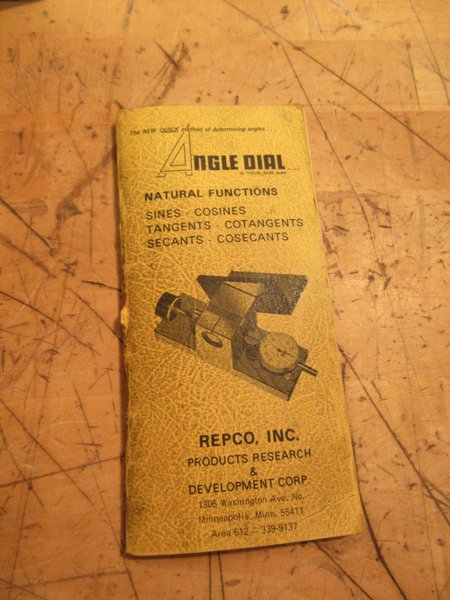 The NEW QUICK method of determining angles . .
ANGLE DIAL
NATURAL FUNCTIONS
SINES - COSINES
TANGENTS - COTANGENTS
SECANTS - COSECANTS
REPCO, INC.
PRODUCTS RESEARCH
&
DEVELOPMENT CORP.
1305 Washington Ave. No.
Minneapolis, Minn. 55411
Area 612 - 339-9137